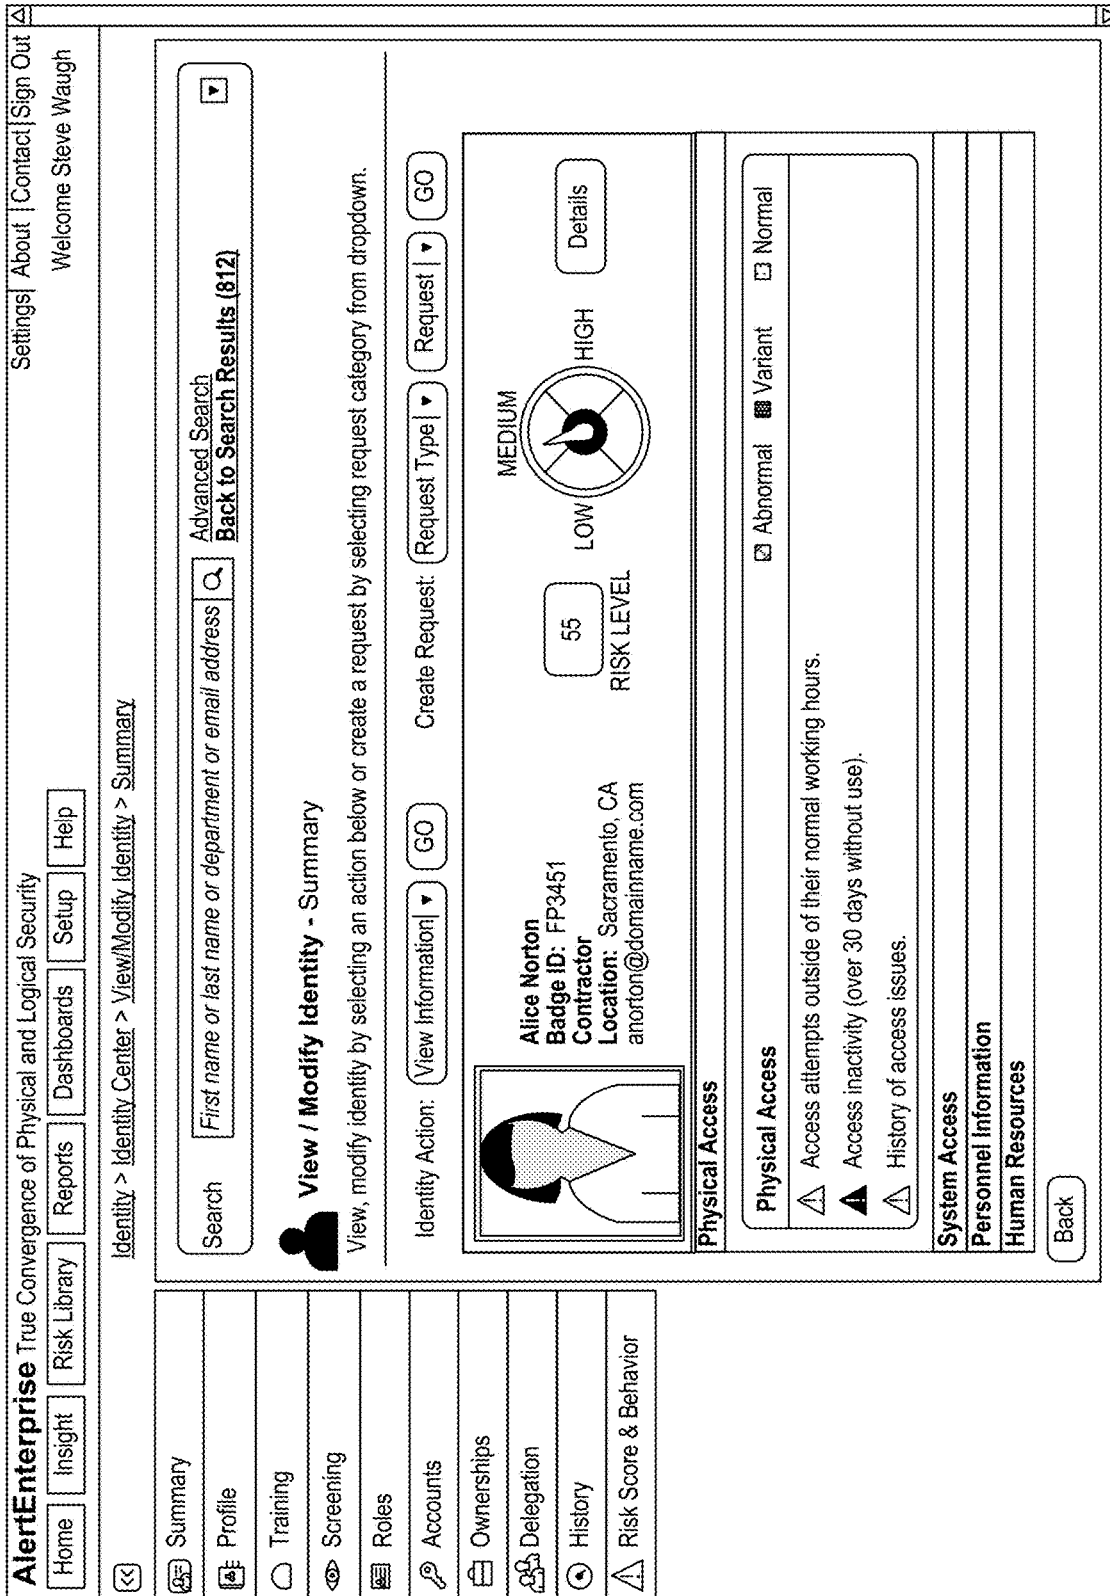 AlertEnterprise True Convergence of Physical and Logical Security
Settings| About |Contact|Sign Out
Home Insight Risk Library Reports Dashboards Setup Help
Welcome Steve Waugh
<< Identity > Identity Center > View/Modify Identity > Summary
Summary
Profile
Training
Screening
Roles
Accounts
Ownerships
Delegation
History
Risk Score & Behavior
Search First name or last name or department or email address
Advanced Search
Back to Search Results (812)
View / Modify Identity - Summary
View, modify identity by selecting an action below or create a request by selecting request category from dropdown.
Identity Action: View Information GO Create Request: Request Type Request GO
Alice Norton
Badge ID: FP3451
Contractor
Location: Sacramento, CA
anorton@domainname.com
55
RISK LEVEL
MEDIUM
LOW HIGH
Details
Physical Access
Physical Access Abnormal Variant Normal
Access attempts outside of their normal working hours.
Access inactivity (over 30 days without use).
History of access issues.
System Access
Personnel Information
Human Resources
Back